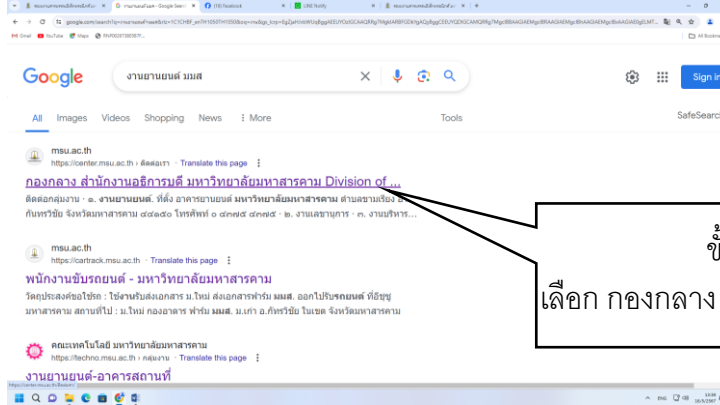 (10) Facebook
LINE WOW
Gmail YouTube Maps
All Bookma
Google
งานยานยนต์ มมส
Sign in
All Images Videos Shopping News More Tools SafeSearch
msu.ac.th
https://center.msu.ac.th › ติดต่อเรา · Translate this page
กองกลาง สำนักงานอธิการบดี มหาวิทยาลัยมหาสารคาม Division of ...
ติดต่อกลุ่มงาน · ๑. งานยานยนต์. ที่ตั้ง อาคารยานยนต์ มหาวิทยาลัยมหาสารคาม ตำบลขามเรียง
กันทรวิชัย จังหวัดมหาสารคาม ๔๔๑๕๐ โทรศัพท์ · ๒. งานเลขานุการ · ๓. งานบริหาร...
ขั้
เลือก กองกลาง
msu.ac.th
https://cartrack.msu.ac.th · Translate this page
พนักงานขับรถยนต์ - มหาวิทยาลัยมหาสารคาม
วัตถุประสงค์ขอใช้รถ : ใช้งานรับส่งเอกสาร ม.ใหม่ ส่งเอกสารฟาร์ม มมส. ออกไปรับรถยนต์ ที่อีซูซุ
มหาสารคาม สถานที่ไป : ม.ใหม่ กองอาคาร ฟาร์ม มมส. ม.เก่า อ.กันทรวิชัย ในเขต จังหวัดมหาสารคาม
คณะเทคโนโลยี มหาวิทยาลัยมหาสารคาม
https://techno.msu.ac.th › กลุ่มงาน · Translate this page
งานยานยนต์-อาคารสถานที่
ENG